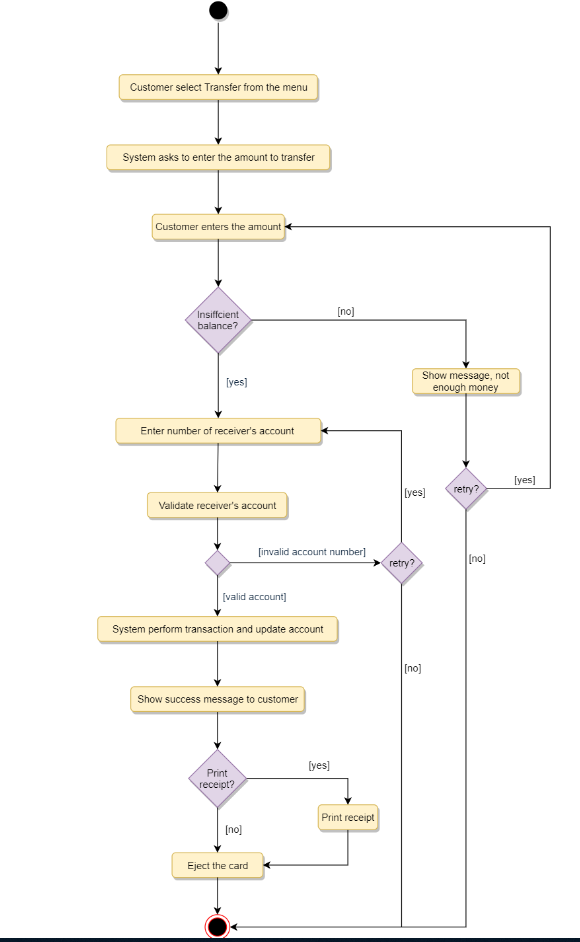 Customer select Transfer from the menu
System asks to enter the amount to transfer
Customer enters the amount
Insiffcient
balance?
[no]
[yes]
Show message, not
enough money
Enter number of receiver's account
retry?
[yes]
[yes]
Validate receiver's account
[invalid account number]
retry?
[no]
[valid account]
System perform transaction and update account
[no]
Show success message to customer
Print
receipt?
[yes]
Print receipt
[no]
Eject the card